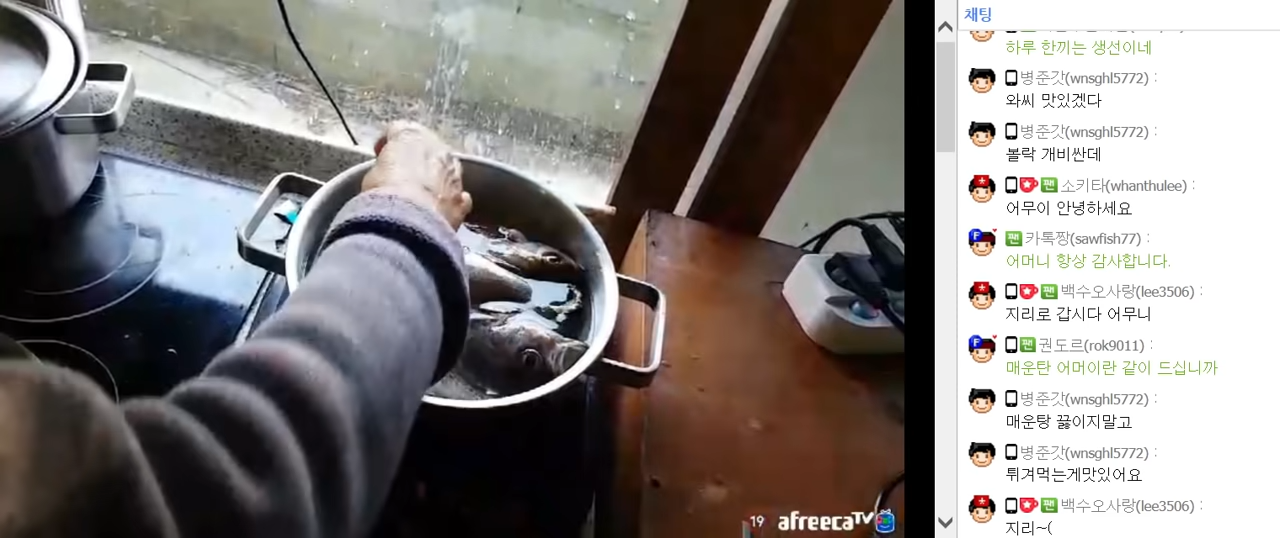 채팅
하루 한끼는 생선이네
병준갓(wnsghl5772) :
와씨 맛있겠다
병준갓(wnsghl5772) :
볼락 개비싼데
팬 소키타(whanthulee) :
어무이 안녕하세요
팬 카톡짱(sawfish77) :
어머니 항상 감사합니다.
팬 백수오사랑(lee3506) :
지리로 갑시다 어무니
팬 권도르(rok9011) :
매운탄 어머이란 같이 드십니까
병준갓(wnsghl5772) :
매운탕 끓이지말고
병준갓(wnsghl5772) :
튀겨먹는게맛있어요
팬 백수오사랑(lee3506) :
지리~(
19 afreecaTV